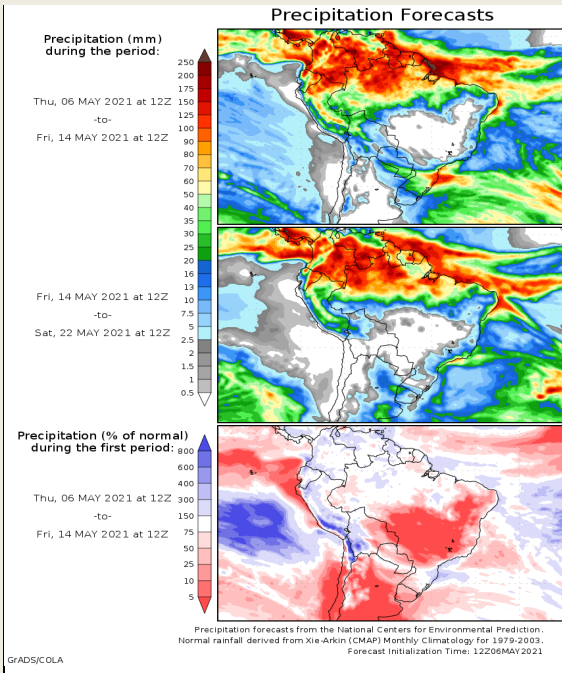 Precipitation Forecasts
Precipitation (mm)
during the period:
Thu, 06 MAY 2021 at 12Z
-to-
Fri, 14 MAY 2021 at 12Z
250
200
175
150
125
100
90
80
70
60
50
40
35
30
25
20
16
13
10
7.5
5
2.5
2
1.5
1
0.5
Fri, 14 MAY 2021 at 12Z
-to-
Sat, 22 MAY 2021 at 12Z
Precipitation (% of normal)
during the first period:
Thu, 06 MAY 2021 at 12Z
-to-
Fri, 14 MAY 2021 at 12Z
800
600
400
300
150
75
50
25
10
5
Precipitation forecasts from the National Centers for Environmental Prediction.
Normal rainfall derived from Xie-Arkin (CMAP) Monthly Climatology for 1979-2003.
Forecast Initialization Time: 12Z06MAY2021
GrADS/COLA